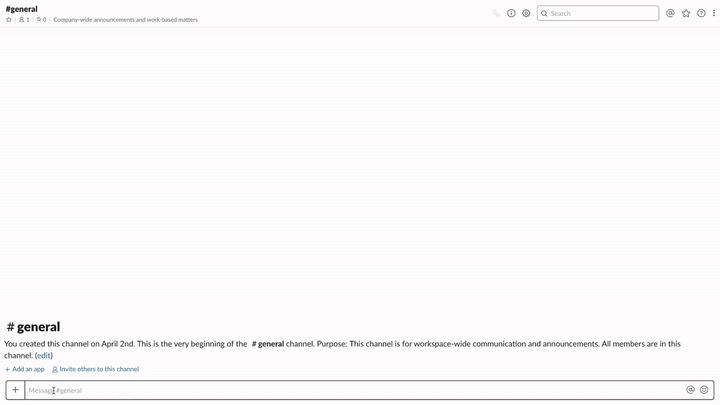 #general
1 | 0 | Company-wide announcements and work-based matters
Search
# general
You created this channel on April 2nd. This is the very beginning of the # general channel. Purpose: This channel is for workspace-wide communication and announcements. All members are in this
channel. (edit)
+ Add an app Invite others to this channel
Message #general